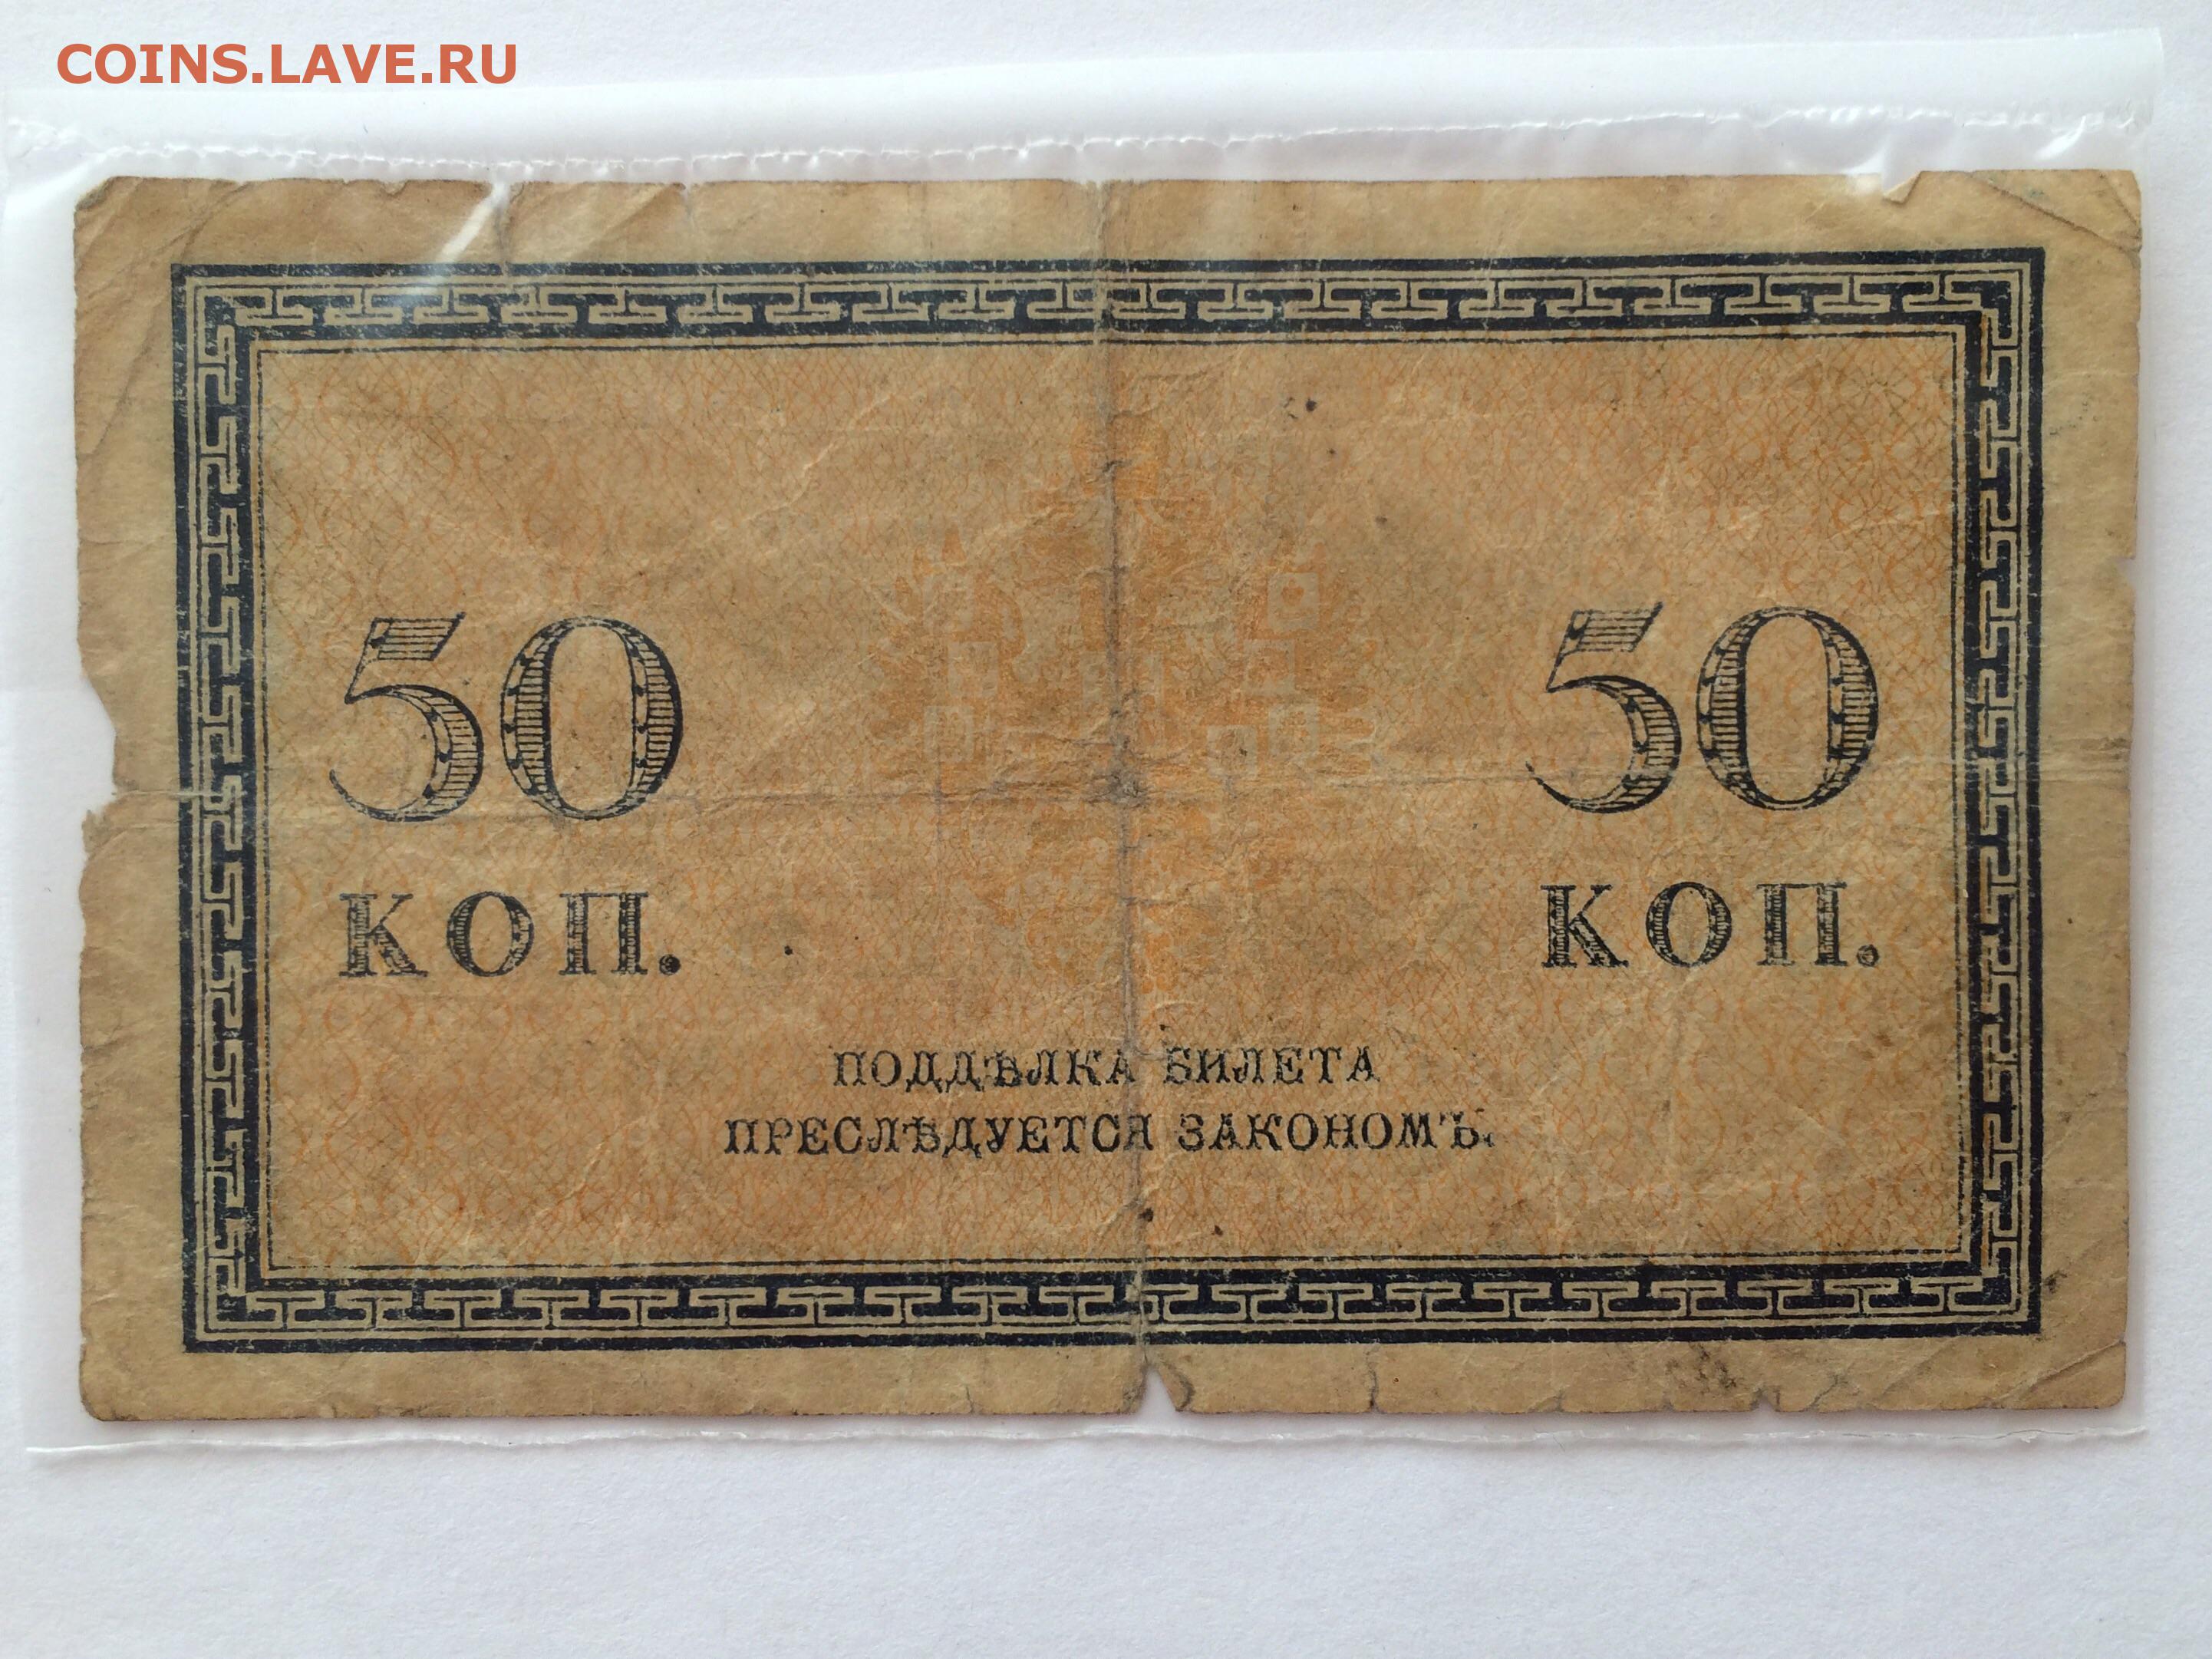 COINS.LAVE.RU
50 50
КОП. КОП.
ПОДДѢЛКА БИЛЕТА
ПРЕСЛѢДУЕТСЯ ЗАКОНОМЪ.